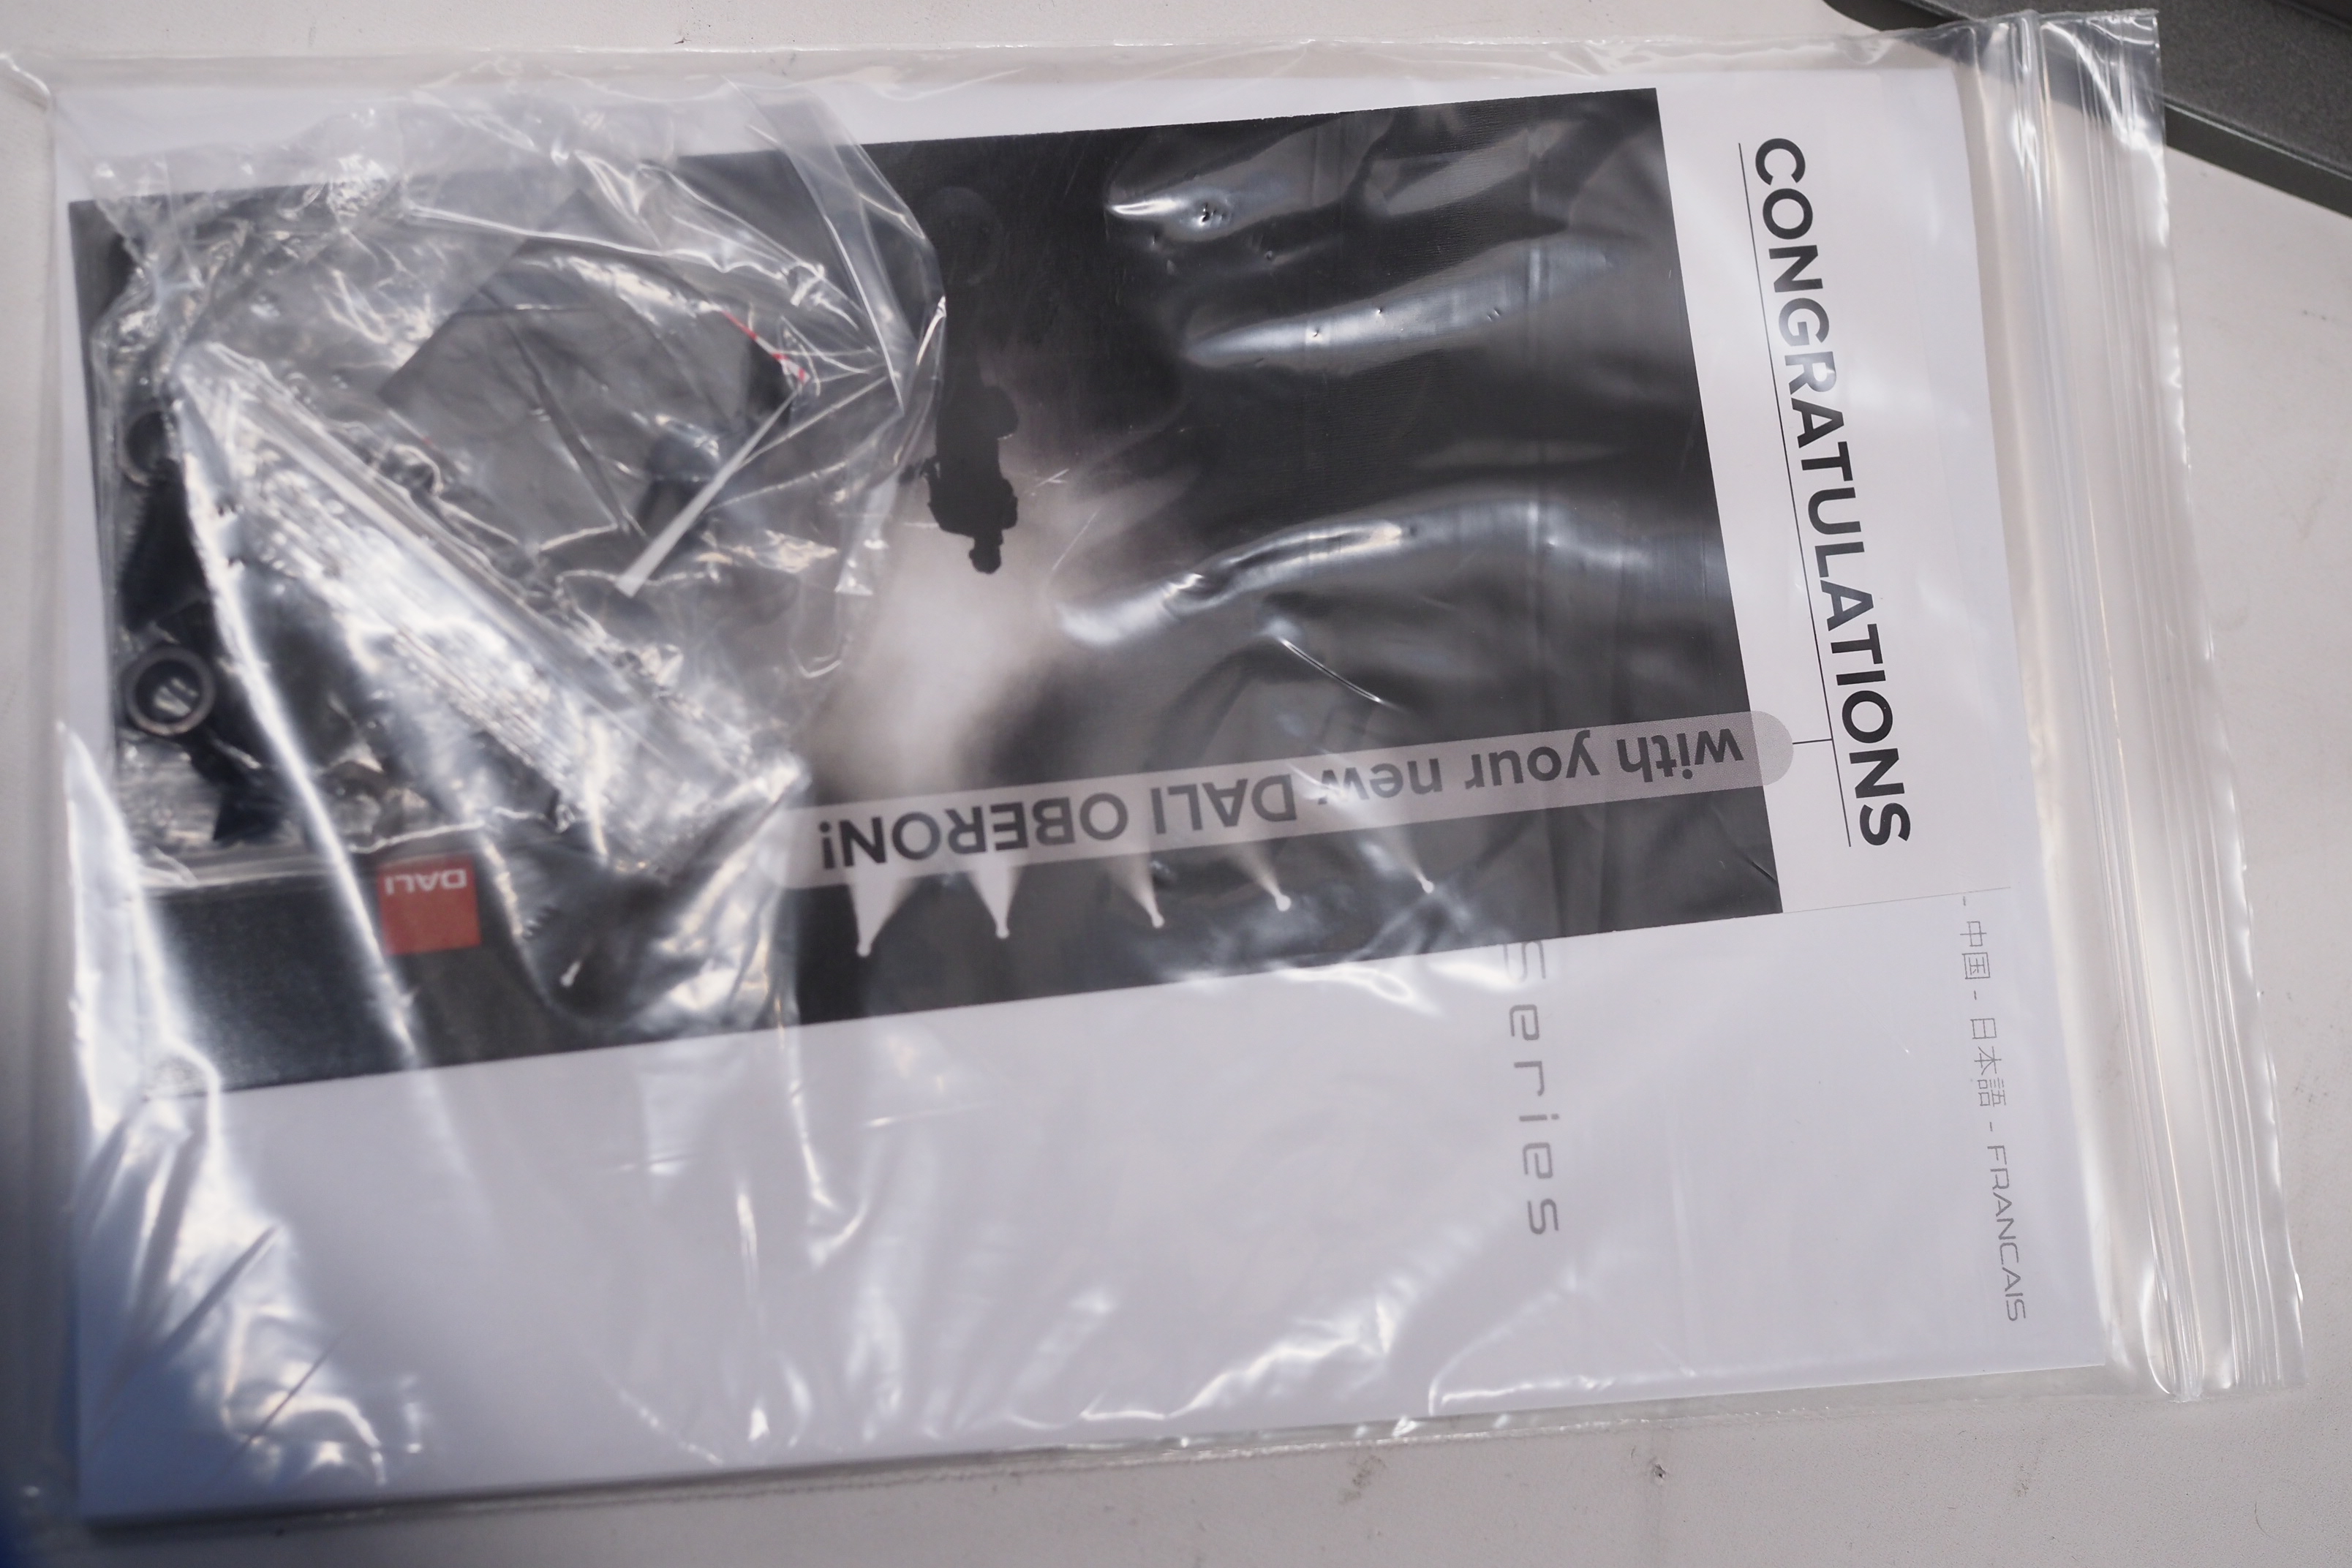 CONGRATULATIONS
with your new DALI OBERON!
DALI
Series
- 中国 - 日本語 - FRANCAIS